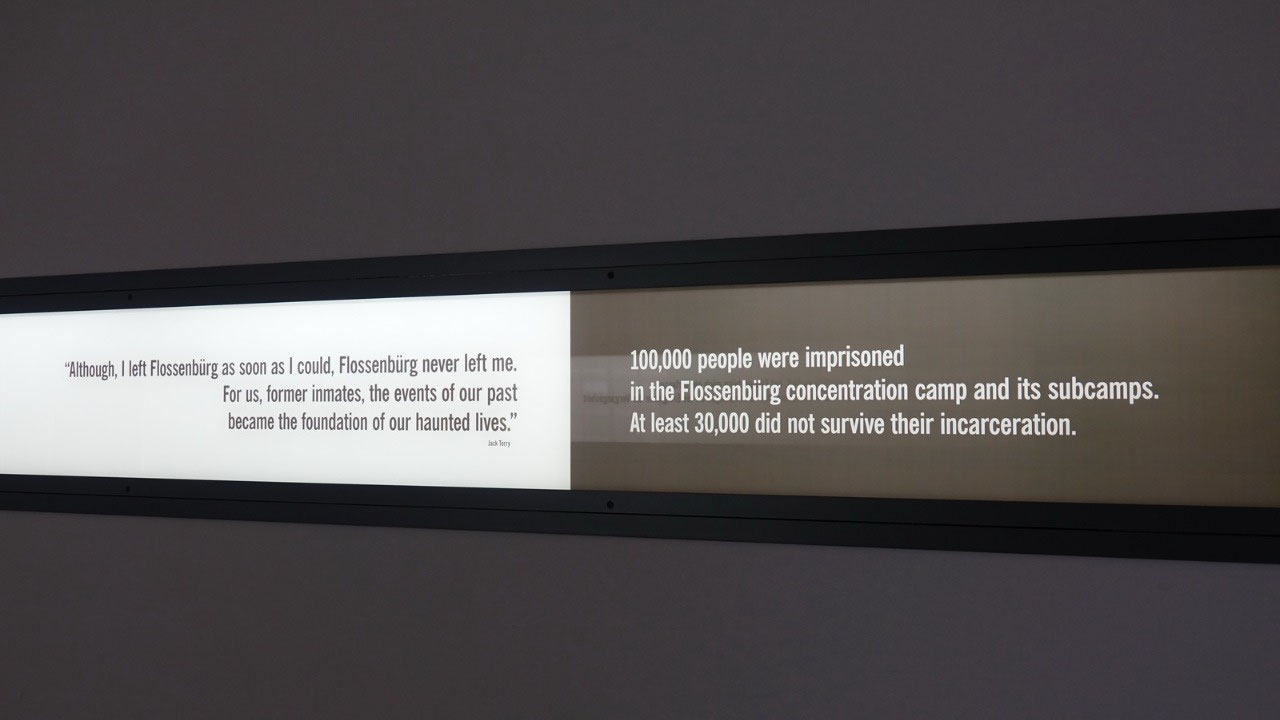 “Although, I left Flossenbürg as soon as I could, Flossenbürg never left me.
For us, former inmates, the events of our past
became the foundation of our haunted lives.”
Jack Terry
100,000 people were imprisoned
in the Flossenbürg concentration camp and its subcamps.
At least 30,000 did not survive their incarceration.